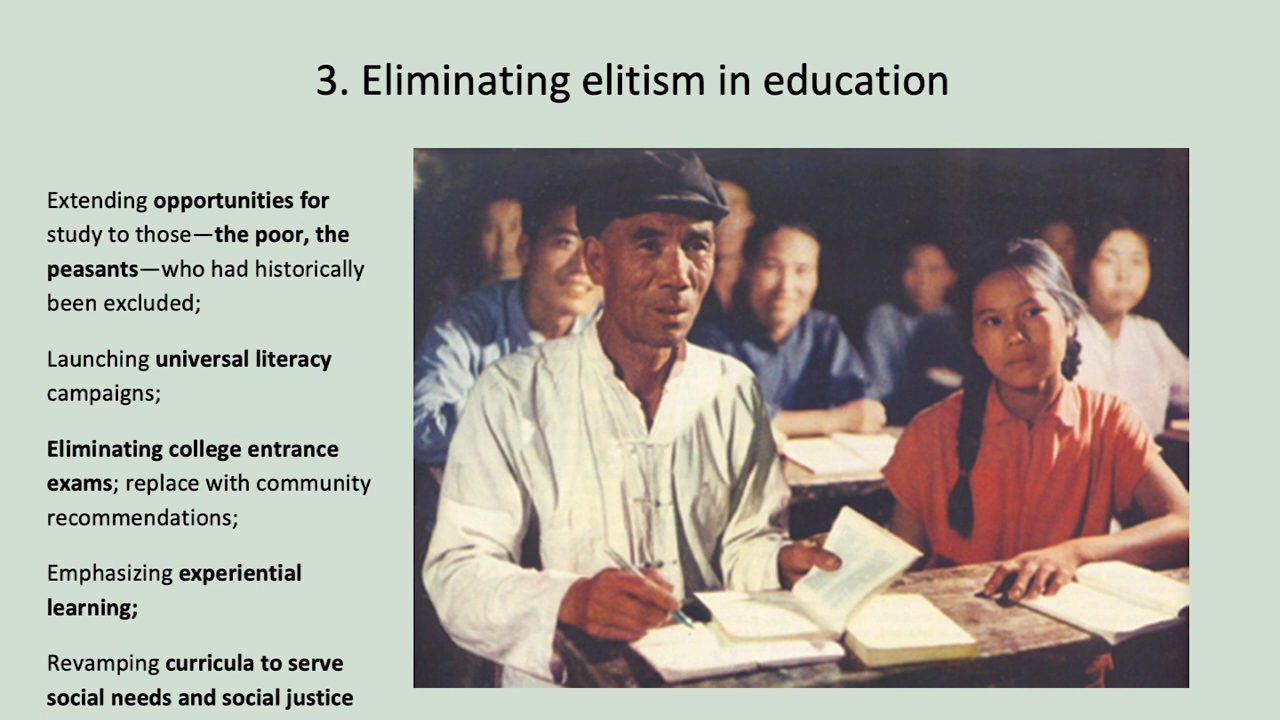 3. Eliminating elitism in education
Extending opportunities for
study to those—the poor, the
peasants—who had historically
been excluded;
Launching universal literacy
campaigns;
Eliminating college entrance
exams; replace with community
recommendations;
Emphasizing experiential
learning;
Revamping curricula to serve
social needs and social justice